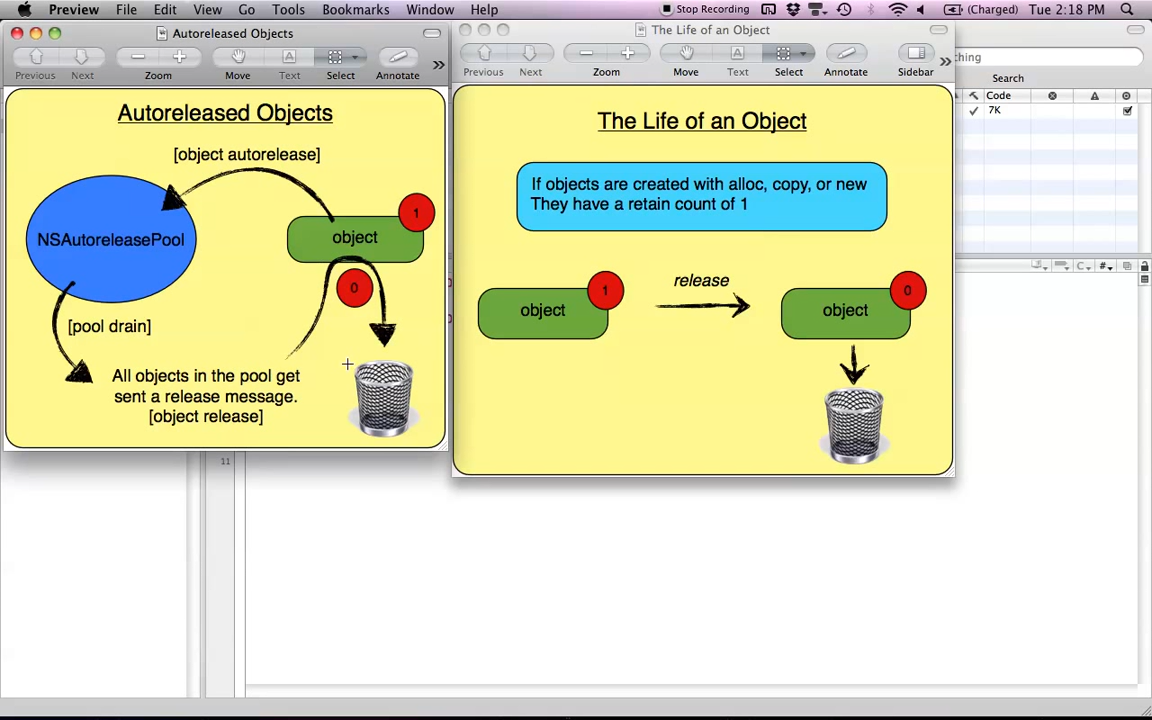 Preview File Edit View Go Tools Bookmarks Window Help Stop Recording (Charged) Tue 2:18 PM
Autoreleased Objects
Previous Next Zoom Move Text Select Annotate »
Autoreleased Objects
[object autorelease]
1
NSAutoreleasePool
object
0
[pool drain]
All objects in the pool get
sent a release message.
[object release]
The Life of an Object
Previous Next Zoom Move Text Select Annotate Sidebar »
The Life of an Object
If objects are created with alloc, copy, or new
They have a retain count of 1
1
object
release
0
object
ching
Search
Code
7K
C
#
11